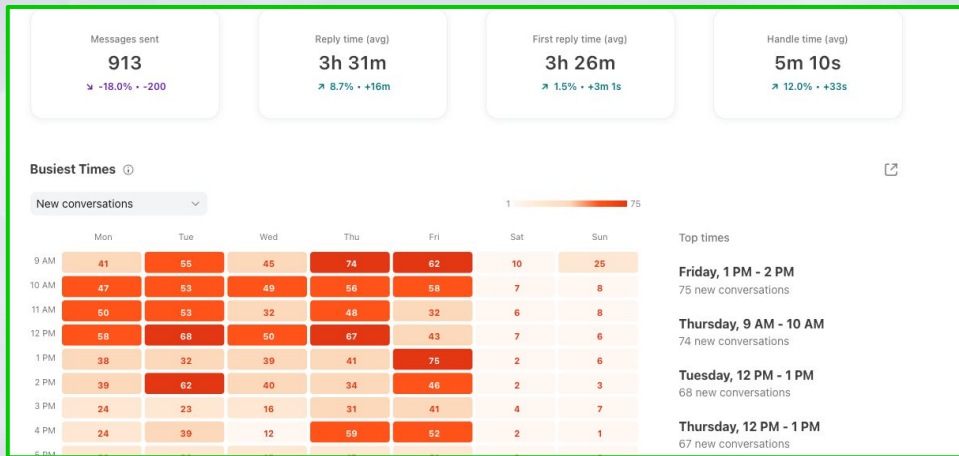 Messages sent
913
↘ -18.0% • -200
Reply time (avg)
3h 31m
↗ 8.7% • +16m
First reply time (avg)
3h 26m
↗ 1.5% • +3m 1s
Handle time (avg)
5m 10s
↗ 12.0% • +33s
Busiest Times
New conversations
1 75
Mon Tue Wed Thu Fri Sat Sun
9 AM 41 55 45 74 62 10 25
10 AM 47 53 49 56 58 7 8
11 AM 50 53 32 48 32 6 8
12 PM 58 68 50 67 43 7 6
1 PM 38 32 39 41 75 2 6
2 PM 39 62 40 34 46 2 3
3 PM 24 23 16 31 41 4 7
4 PM 24 39 12 59 52 2 1
5 PM
Top times
Friday, 1 PM - 2 PM
75 new conversations
Thursday, 9 AM - 10 AM
74 new conversations
Tuesday, 12 PM - 1 PM
68 new conversations
Thursday, 12 PM - 1 PM
67 new conversations